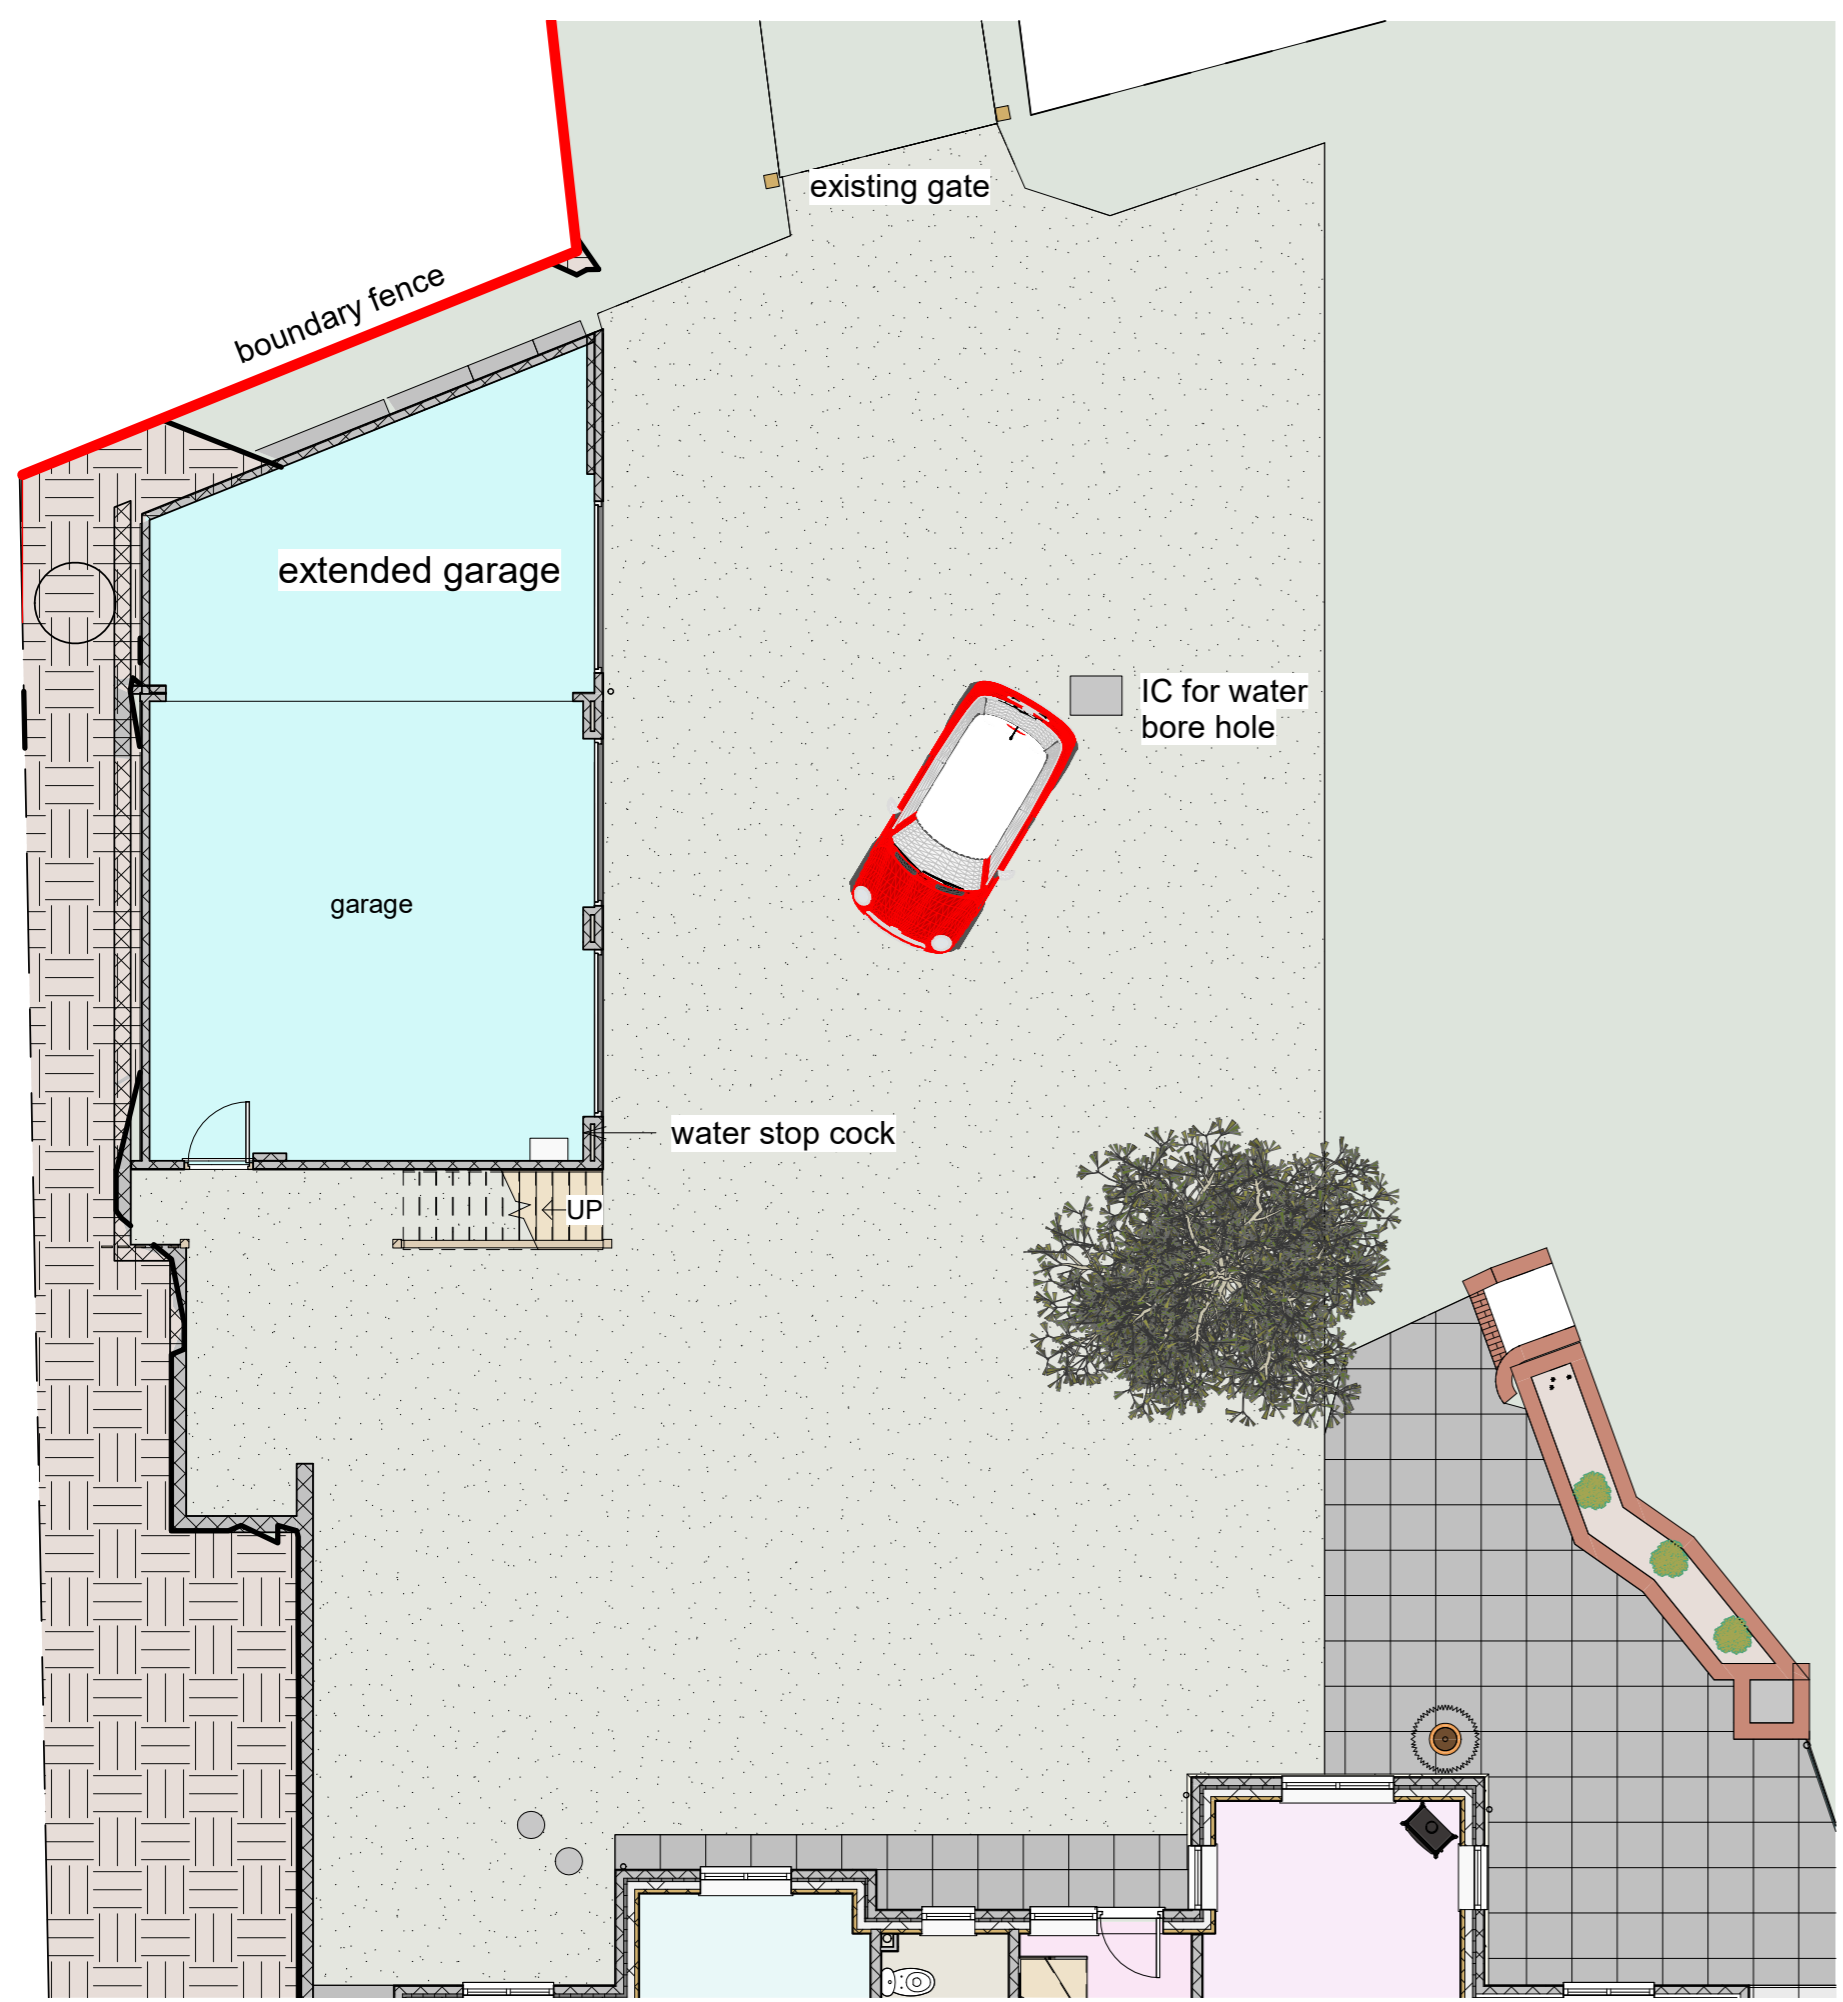 existing gate
boundary fence
extended garage
IC for water
bore hole
garage
water stop cock
UP